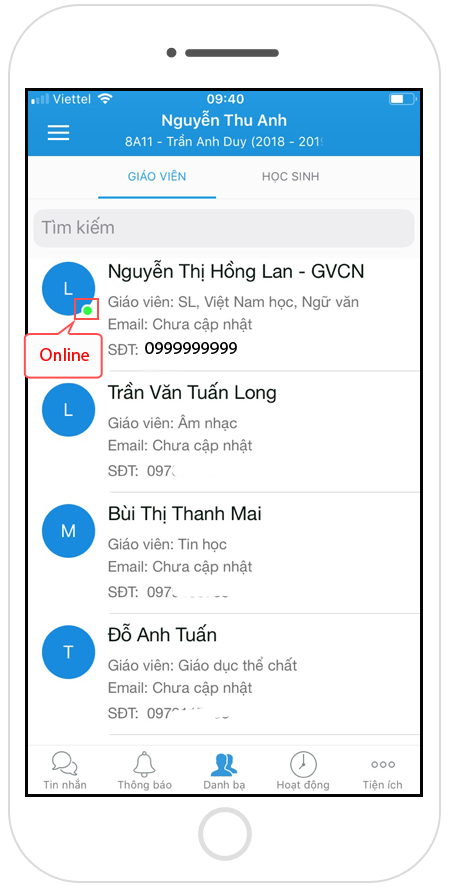 Viettel 09:40
Nguyễn Thu Anh
8A11 - Trần Anh Duy (2018 - 201
GIÁO VIÊN HỌC SINH
Tìm kiếm
L
Nguyễn Thị Hồng Lan - GVCN
Giáo viên: SL, Việt Nam học, Ngữ văn
Email: Chưa cập nhật
SĐT: 0999999999
Online
L
Trần Văn Tuấn Long
Giáo viên: Âm nhạc
Email: Chưa cập nhật
SĐT: 097
M
Bùi Thị Thanh Mai
Giáo viên: Tin học
Email: Chưa cập nhật
SĐT: 097
T
Đỗ Anh Tuấn
Giáo viên: Giáo dục thể chất
Email: Chưa cập nhật
SĐT: 097
Tin nhắn Thông báo Danh bạ Hoạt động Tiện ích